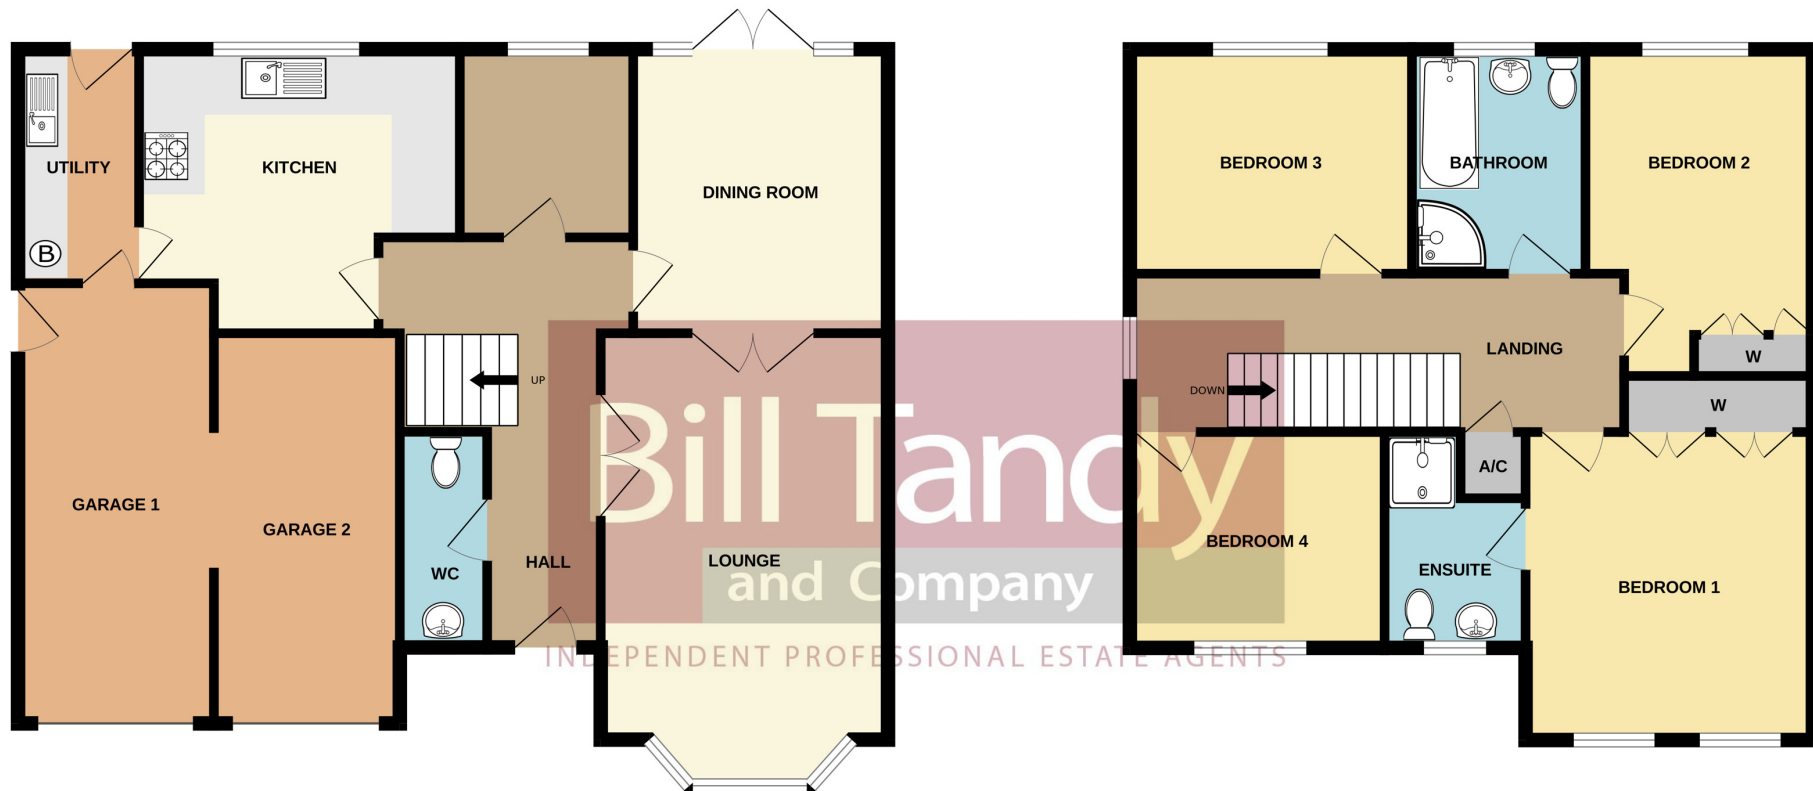 UTILITY
B
KITCHEN
DINING ROOM
UP
GARAGE 1
GARAGE 2
WC
HALL
LOUNGE
BEDROOM 3
BATHROOM
BEDROOM 2
LANDING
W
W
DOWN
A/C
BEDROOM 4
ENSUITE
BEDROOM 1
Bill Tandy
and Company
INDEPENDENT PROFESSIONAL ESTATE AGENTS